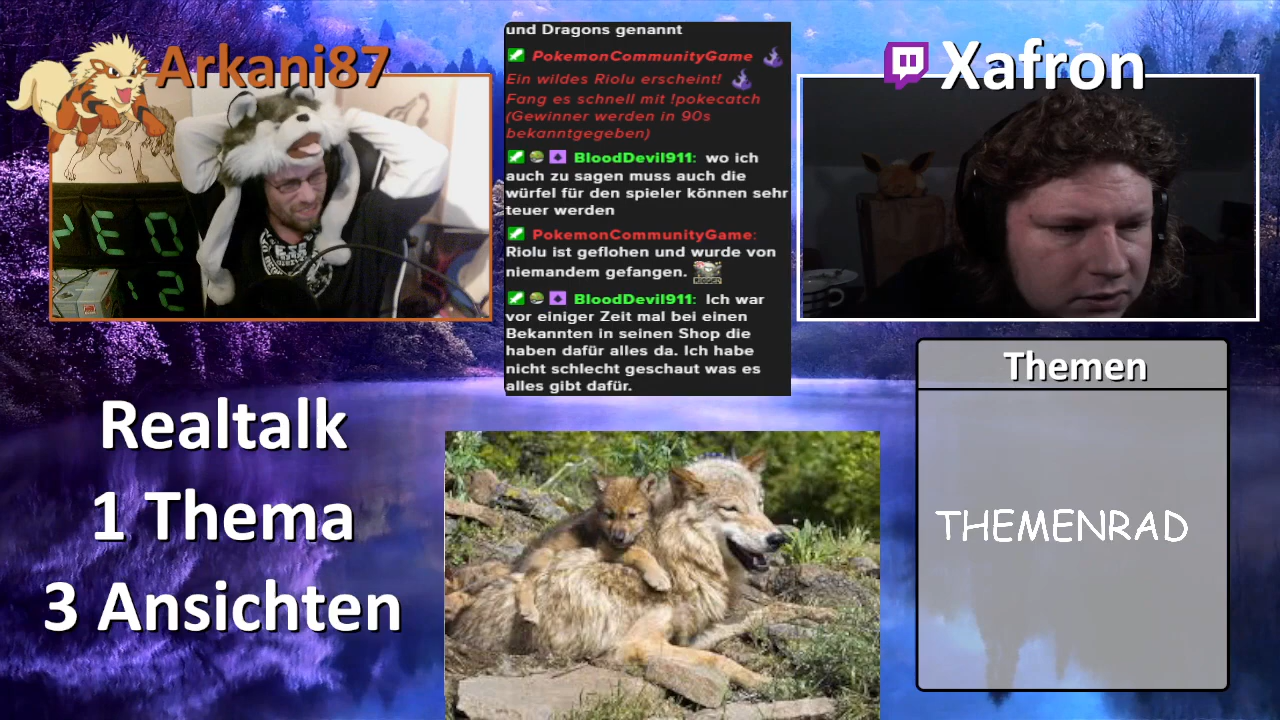 Arkani87
und Dragons genannt
PokemonCommunityGame
Ein wildes Riolu erscheint!
Fang es schnell mit !pokecatch
(Gewinner werden in 90s
bekanntgegeben)
BloodDevil911: wo ich
auch zu sagen muss auch die
würfel für den spieler können sehr
teuer werden
PokemonCommunityGame:
Riolu ist geflohen und wurde von
niemandem gefangen.
BloodDevil911: Ich war
vor einiger Zeit mal bei einen
Bekannten in seinen Shop die
haben dafür alles da. Ich habe
nicht schlecht geschaut was es
alles gibt dafür.
Xafron
Realtalk
1 Thema
3 Ansichten
Themen
THEMENRAD